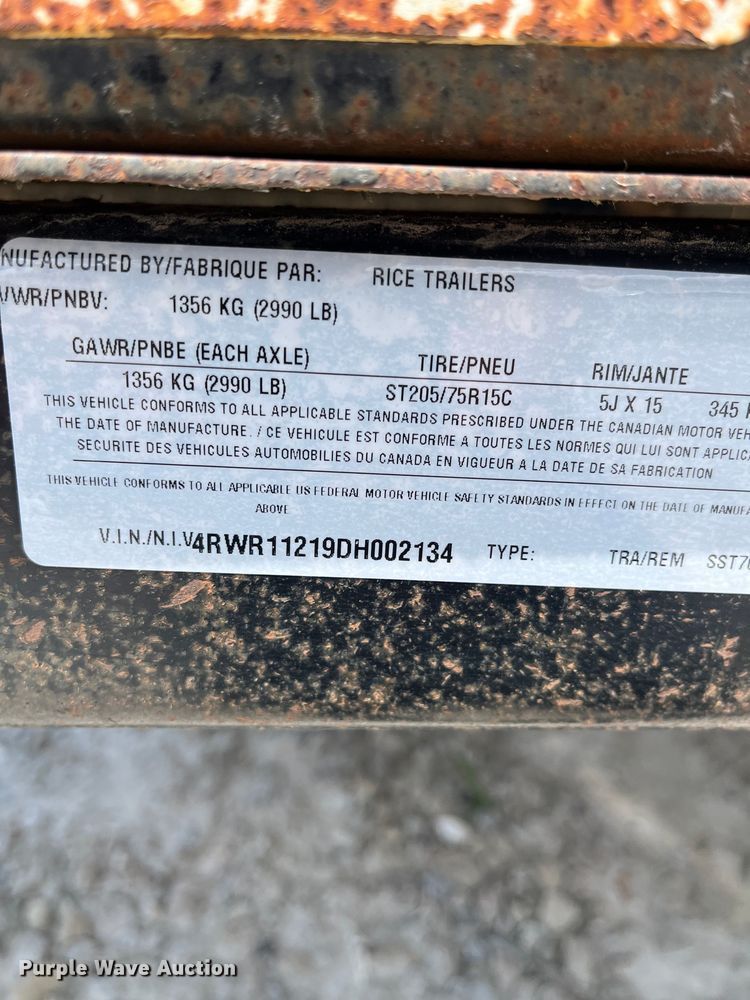 NUFACTURED BY/FABRIQUE PAR: RICE TRAILERS
VWR/PNBV: 1356 KG (2990 LB)
GAWR/PNBE (EACH AXLE) TIRE/PNEU RIM/JANTE
1356 KG (2990 LB) ST205/75R15C 5J X 15 345
THIS VEHICLE CONFORMS TO ALL APPLICABLE STANDARDS PRESCRIBED UNDER THE CANADIAN MOTOR VEH
THE DATE OF MANUFACTURE. / CE VEHICULE EST CONFORME A TOUTES LES NORMES QUI LUI SONT APPLICA
SECURITE DES VEHICULES AUTOMOBILIES DU CANADA EN VIGUEUR A LA DATE DE SA FABRICATION
THIS VEHICLE CONFORMS TO ALL APPLICABLE US FEDERAL MOTOR VEHICLE SAFETY STANDARDS IN EFFECT ON THE DATE OF MANUFA
ABOVE
V.I.N./N.I.V. 4RWR11219DH002134 TYPE: TRA/REM SST70
Purple Wave Auction